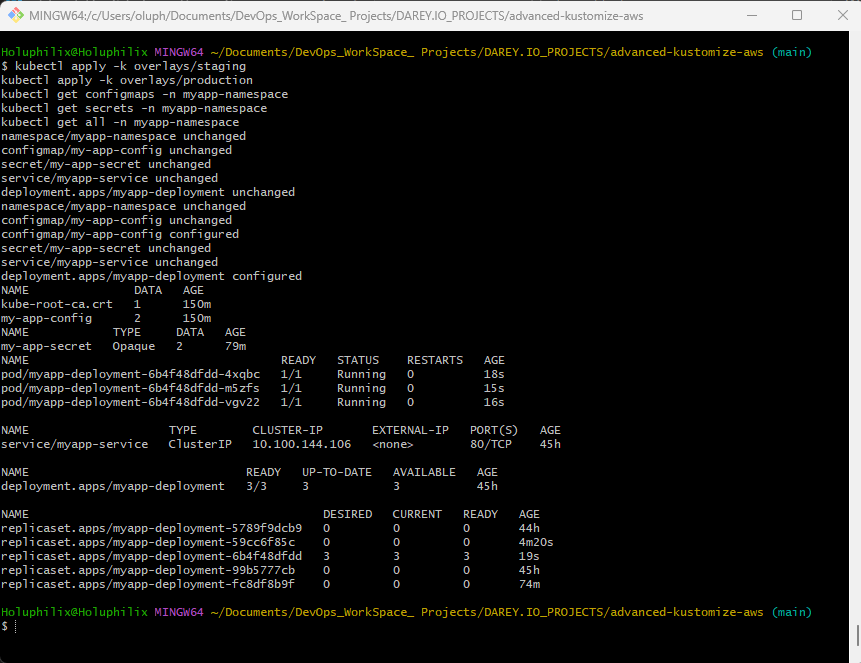 MINGW64:/c/Users/oluph/Documents/DevOps_WorkSpace_ Projects/DAREY.IO_PROJECTS/advanced-kustomize-aws
Holuphilix@Holuphilix MINGW64 ~/Documents/DevOps_WorkSpace_ Projects/DAREY.IO_PROJECTS/advanced-kustomize-aws (main)
$ kubectl apply -k overlays/staging
kubectl apply -k overlays/production
kubectl get configmaps -n myapp-namespace
kubectl get secrets -n myapp-namespace
kubectl get all -n myapp-namespace
namespace/myapp-namespace unchanged
configmap/my-app-config unchanged
secret/my-app-secret unchanged
service/myapp-service unchanged
deployment.apps/myapp-deployment unchanged
namespace/myapp-namespace unchanged
configmap/my-app-config unchanged
configmap/my-app-config configured
secret/my-app-secret unchanged
service/myapp-service unchanged
deployment.apps/myapp-deployment configured
NAME DATA AGE
kube-root-ca.crt 1 150m
my-app-config 2 150m
NAME TYPE DATA AGE
my-app-secret Opaque 2 79m
NAME READY STATUS RESTARTS AGE
pod/myapp-deployment-6b4f48dfdd-4xqbc 1/1 Running 0 18s
pod/myapp-deployment-6b4f48dfdd-m5zfs 1/1 Running 0 15s
pod/myapp-deployment-6b4f48dfdd-vgv22 1/1 Running 0 16s
NAME TYPE CLUSTER-IP EXTERNAL-IP PORT(S) AGE
service/myapp-service ClusterIP 10.100.144.106 <none> 80/TCP 45h
NAME READY UP-TO-DATE AVAILABLE AGE
deployment.apps/myapp-deployment 3/3 3 3 45h
NAME DESIRED CURRENT READY AGE
replicaset.apps/myapp-deployment-5789f9dcb9 0 0 0 44h
replicaset.apps/myapp-deployment-59cc6f85c 0 0 0 4m20s
replicaset.apps/myapp-deployment-6b4f48dfdd 3 3 3 19s
replicaset.apps/myapp-deployment-99b5777cb 0 0 0 45h
replicaset.apps/myapp-deployment-fc8df8b9f 0 0 0 74m
Holuphilix@Holuphilix MINGW64 ~/Documents/DevOps_WorkSpace_ Projects/DAREY.IO_PROJECTS/advanced-kustomize-aws (main)
$